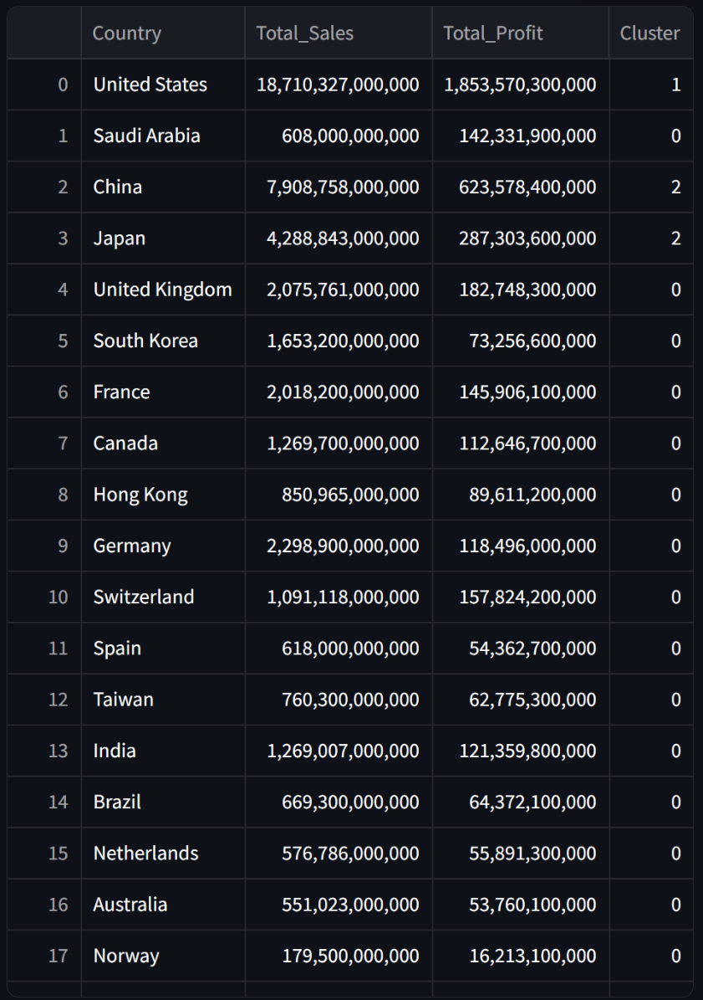 Country Total_Sales Total_Profit Cluster
0 United States 18,710,327,000,000 1,853,570,300,000 1
1 Saudi Arabia 608,000,000,000 142,331,900,000 0
2 China 7,908,758,000,000 623,578,400,000 2
3 Japan 4,288,843,000,000 287,303,600,000 2
4 United Kingdom 2,075,761,000,000 182,748,300,000 0
5 South Korea 1,653,200,000,000 73,256,600,000 0
6 France 2,018,200,000,000 145,906,100,000 0
7 Canada 1,269,700,000,000 112,646,700,000 0
8 Hong Kong 850,965,000,000 89,611,200,000 0
9 Germany 2,298,900,000,000 118,496,000,000 0
10 Switzerland 1,091,118,000,000 157,824,200,000 0
11 Spain 618,000,000,000 54,362,700,000 0
12 Taiwan 760,300,000,000 62,775,300,000 0
13 India 1,269,007,000,000 121,359,800,000 0
14 Brazil 669,300,000,000 64,372,100,000 0
15 Netherlands 576,786,000,000 55,891,300,000 0
16 Australia 551,023,000,000 53,760,100,000 0
17 Norway 179,500,000,000 16,213,100,000 0